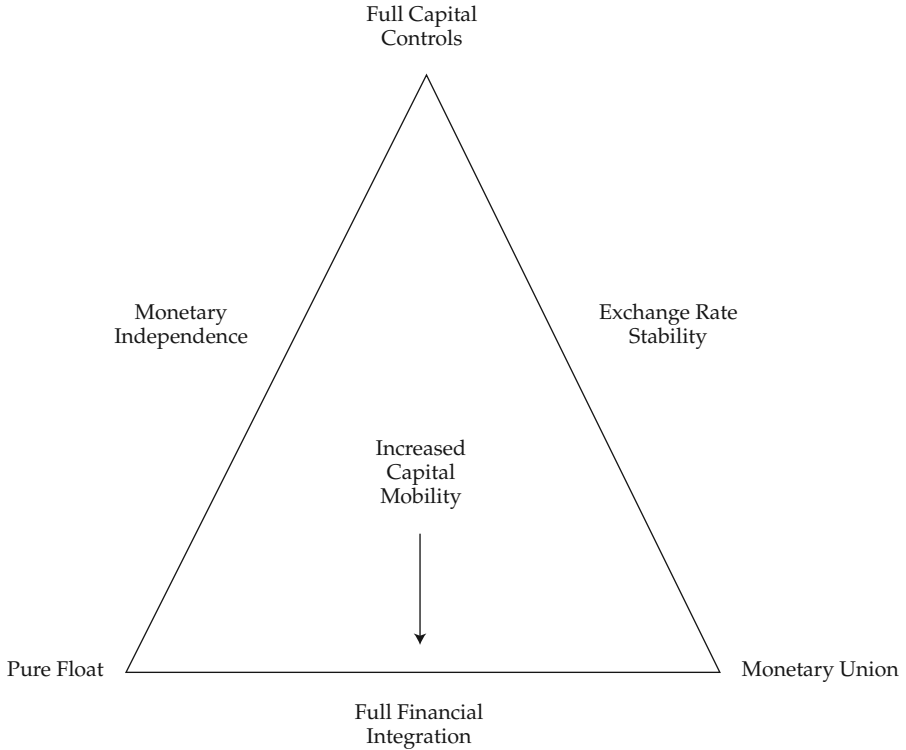 Full Capital
Controls
Monetary
Independence
Exchange Rate
Stability
Increased
Capital
Mobility
Pure Float
Monetary Union
Full Financial
Integration